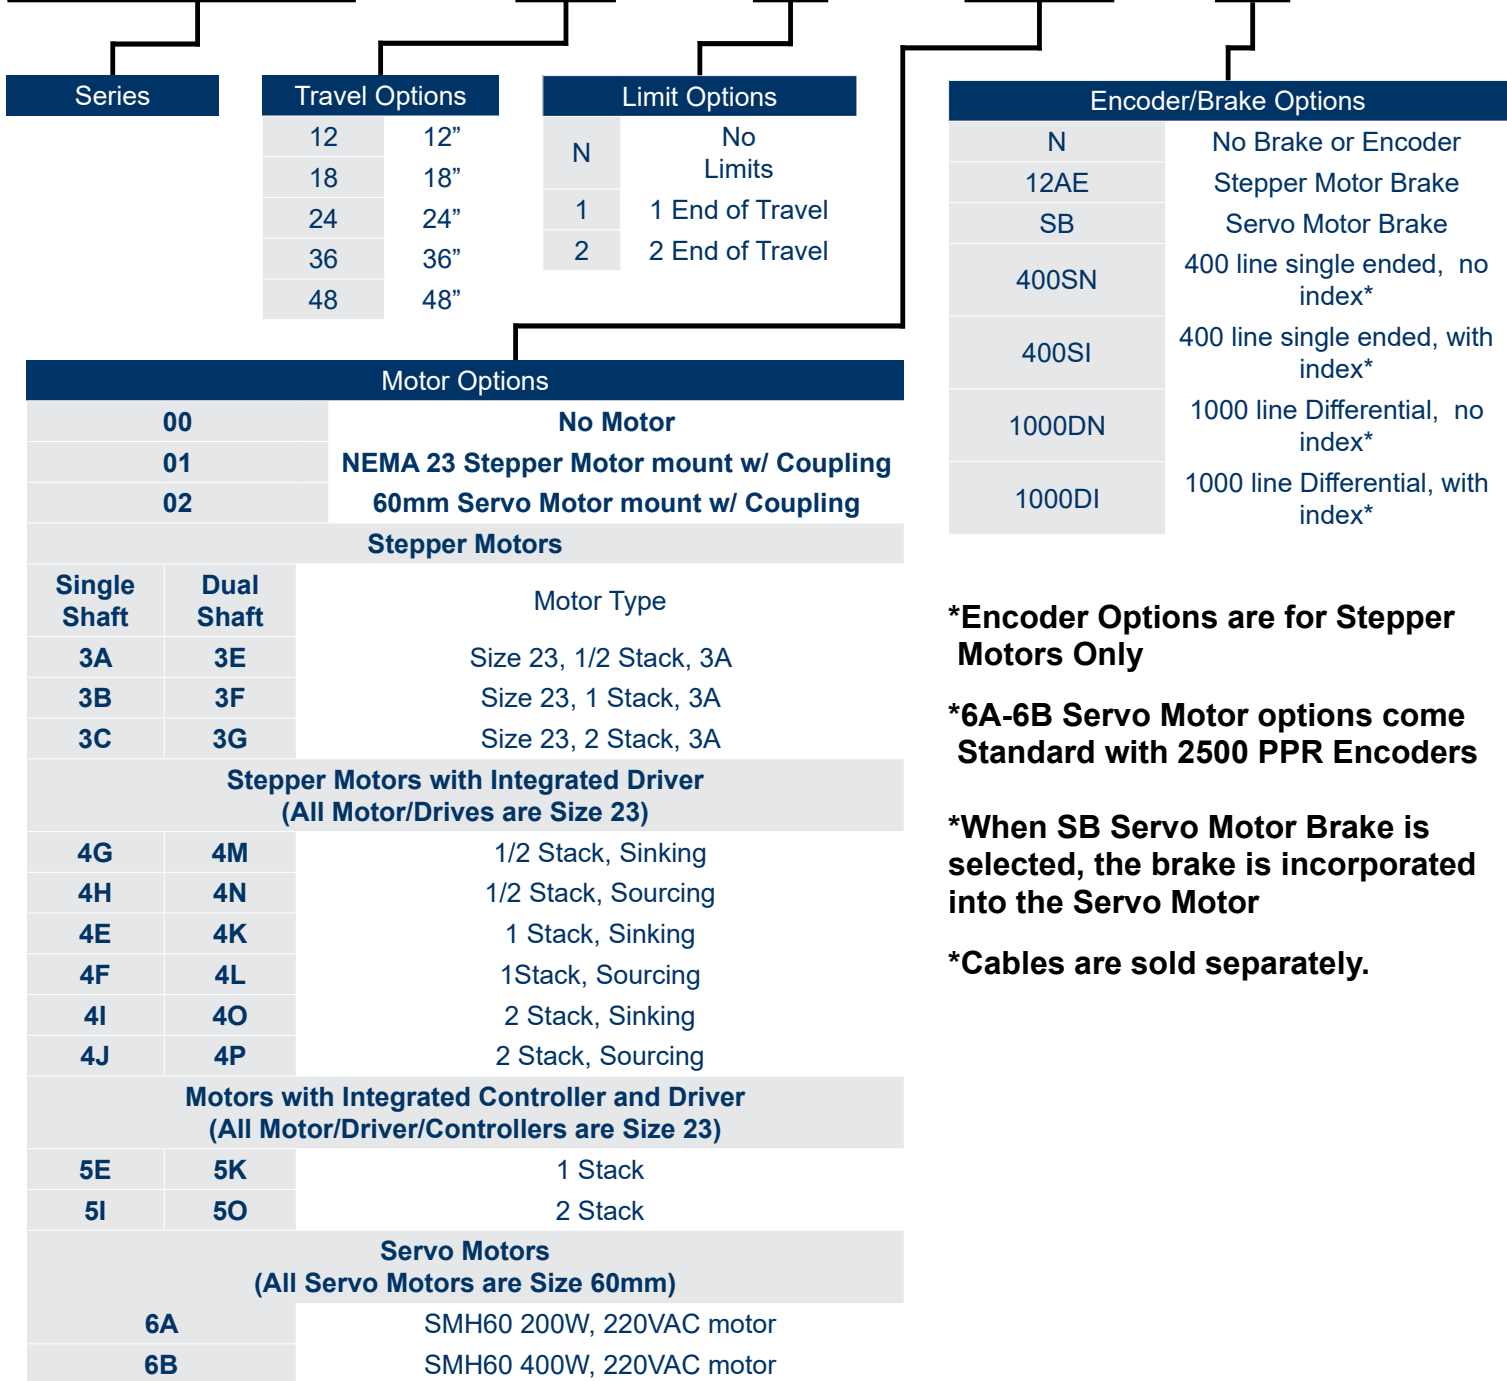 Series
Travel Options
12 12”
18 18”
24 24”
36 36”
48 48”
Limit Options
N No
Limits
1 1 End of Travel
2 2 End of Travel
Encoder/Brake Options
N No Brake or Encoder
12AE Stepper Motor Brake
SB Servo Motor Brake
400SN 400 line single ended, no
index*
400SI 400 line single ended, with
index*
1000DN 1000 line Differential, no
index*
1000DI 1000 line Differential, with
index*
Motor Options
00 No Motor
01 NEMA 23 Stepper Motor mount w/ Coupling
02 60mm Servo Motor mount w/ Coupling
Stepper Motors
Single Dual
Shaft Shaft
Motor Type
3A 3E Size 23, 1/2 Stack, 3A
3B 3F Size 23, 1 Stack, 3A
3C 3G Size 23, 2 Stack, 3A
Stepper Motors with Integrated Driver
(All Motor/Drives are Size 23)
4G 4M 1/2 Stack, Sinking
4H 4N 1/2 Stack, Sourcing
4E 4K 1 Stack, Sinking
4F 4L 1Stack, Sourcing
4I 4O 2 Stack, Sinking
4J 4P 2 Stack, Sourcing
Motors with Integrated Controller and Driver
(All Motor/Driver/Controllers are Size 23)
5E 5K 1 Stack
5I 5O 2 Stack
Servo Motors
(All Servo Motors are Size 60mm)
6A SMH60 200W, 220VAC motor
6B SMH60 400W, 220VAC motor
*Encoder Options are for Stepper
Motors Only
*6A-6B Servo Motor options come
Standard with 2500 PPR Encoders
*When SB Servo Motor Brake is
selected, the brake is incorporated
into the Servo Motor
*Cables are sold separately.